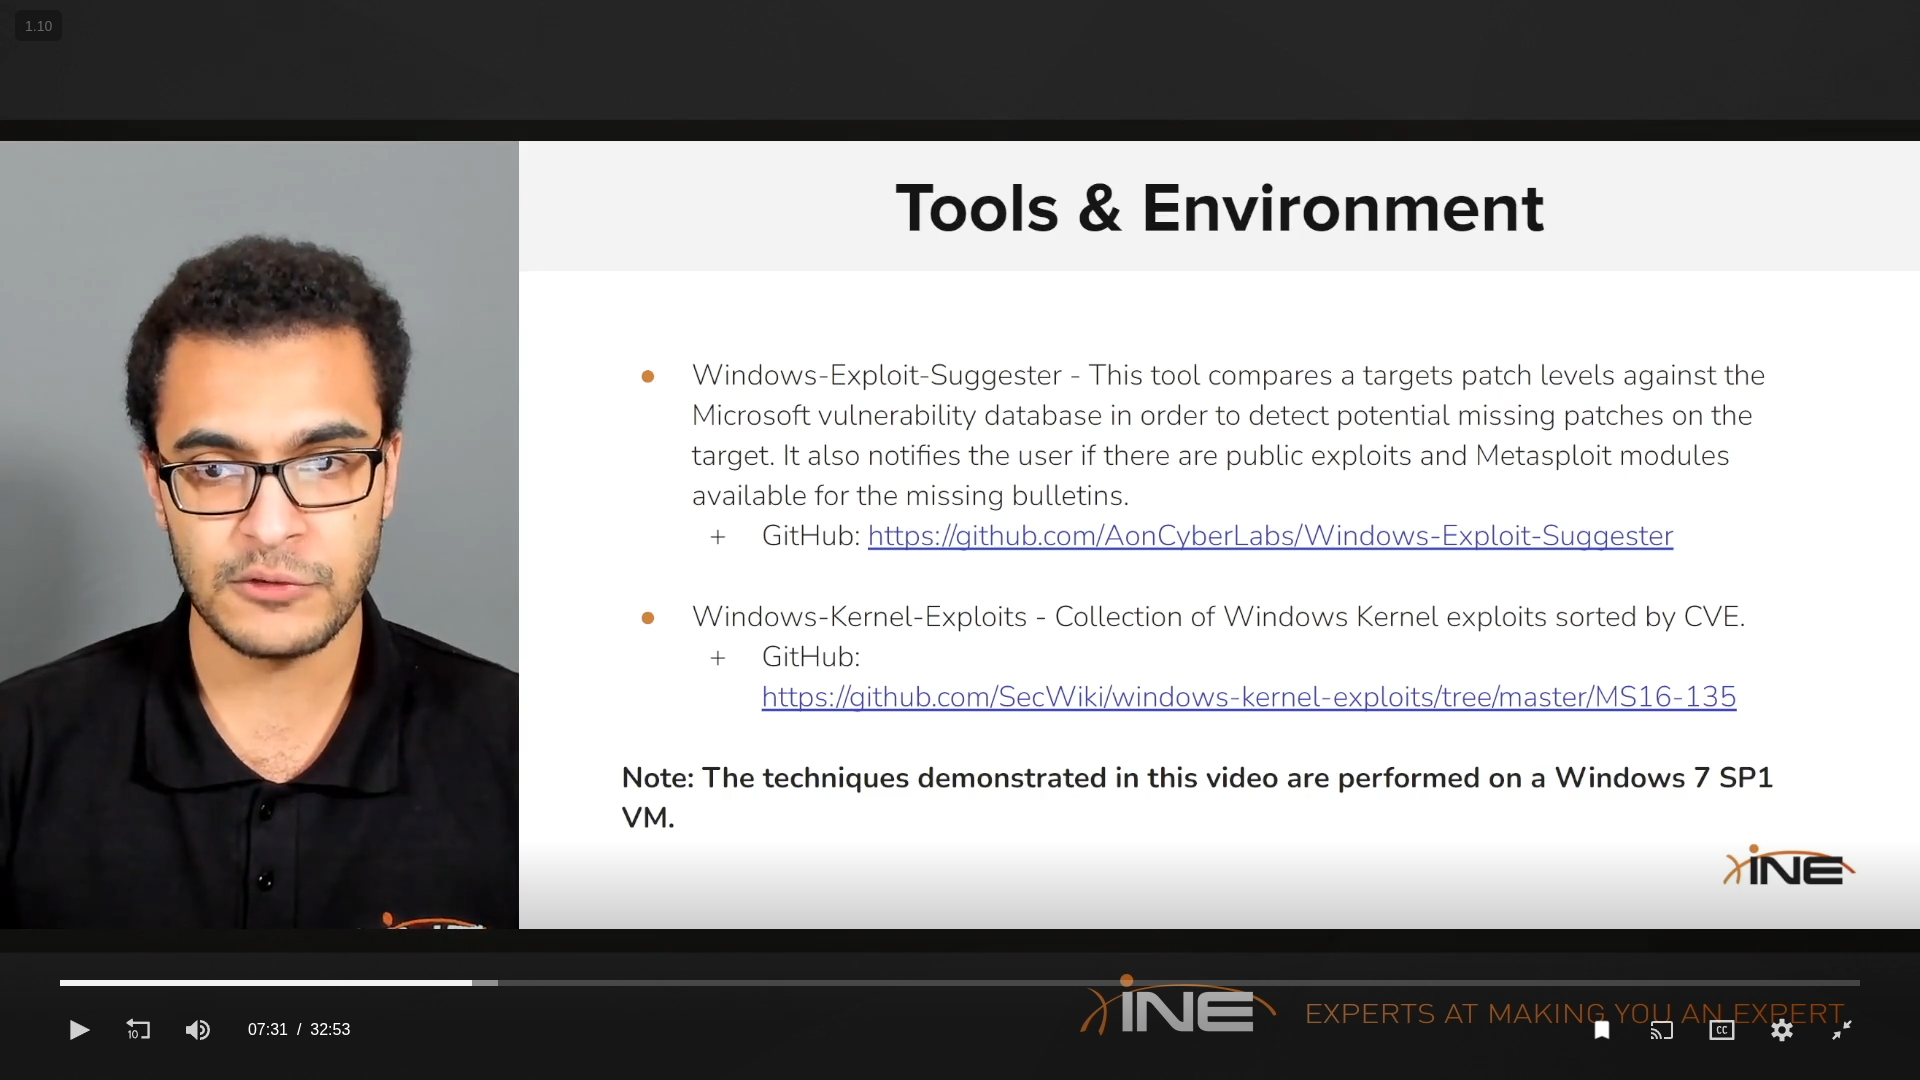 1.10
Tools & Environment
● Windows-Exploit-Suggester - This tool compares a targets patch levels against the
Microsoft vulnerability database in order to detect potential missing patches on the
target. It also notifies the user if there are public exploits and Metasploit modules
available for the missing bulletins.
+ GitHub: https://github.com/AonCyberLabs/Windows-Exploit-Suggester
● Windows-Kernel-Exploits - Collection of Windows Kernel exploits sorted by CVE.
+ GitHub:
https://github.com/SecWiki/windows-kernel-exploits/tree/master/MS16-135
Note: The techniques demonstrated in this video are performed on a Windows 7 SP1
VM.
INE
INE
EXPERTS AT MAKING YOU AN EXPERT
10
07:31 / 32:53
CC